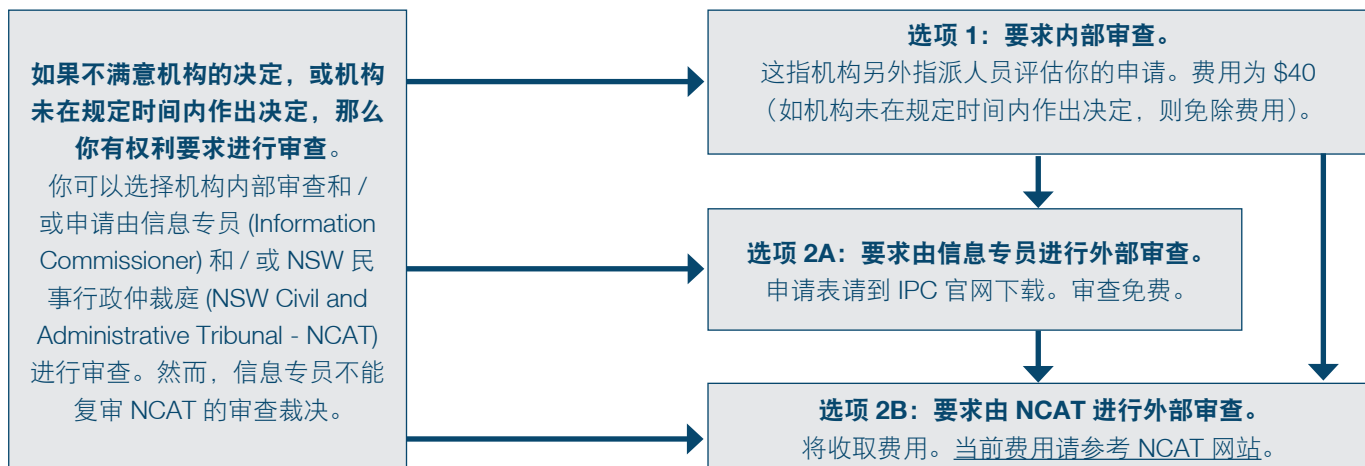 如果不满意机构的决定，或机构
未在规定时间内作出决定，那么
你有权利要求进行审查。
你可以选择机构内部审查和 /
或申请由信息专员 (Information
Commissioner) 和 / 或 NSW 民
事行政仲裁庭 (NSW Civil and
Administrative Tribunal - NCAT)
进行审查。然而，信息专员不能
复审 NCAT 的审查裁决。
选项 1：要求内部审查。
这指机构另外指派人员评估你的申请。费用为 $40
（如机构未在规定时间内作出决定，则免除费用）。
选项 2A：要求由信息专员进行外部审查。
申请表请到 IPC 官网下载。审查免费。
选项 2B：要求由 NCAT 进行外部审查。
将收取费用。当前费用请参考 NCAT 网站。